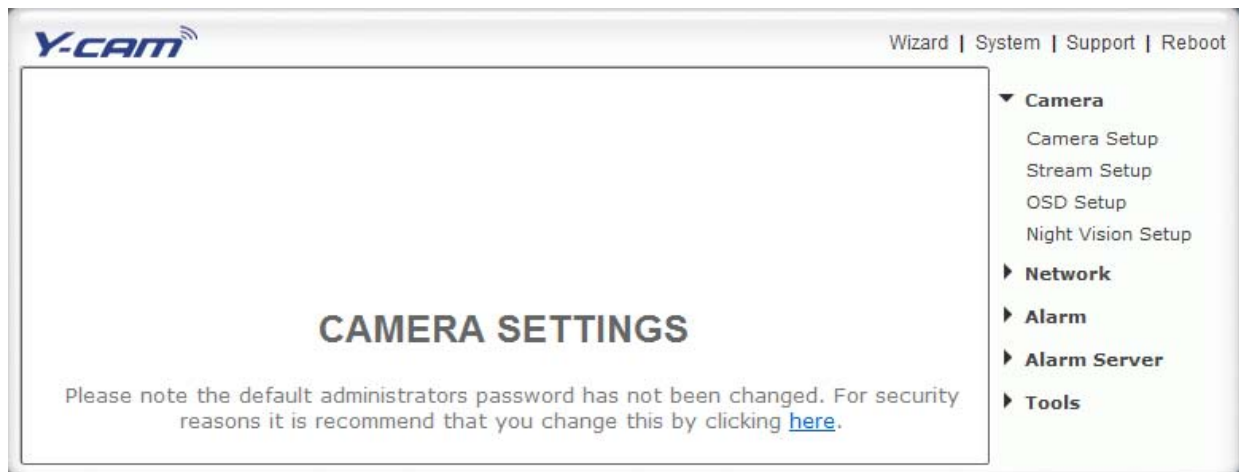 Y-cam
Wizard | System | Support | Reboot
CAMERA SETTINGS
Please note the default administrators password has not been changed. For security
reasons it is recommend that you change this by clicking here.
Camera
Camera Setup
Stream Setup
OSD Setup
Night Vision Setup
Network
Alarm
Alarm Server
Tools